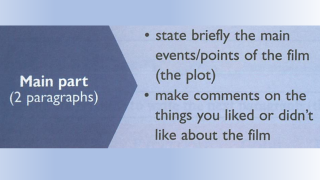 Main part
(2 paragraphs)
• state briefly the main
events/points of the film
(the plot)
• make comments on the
things you liked or didn't
like about the film